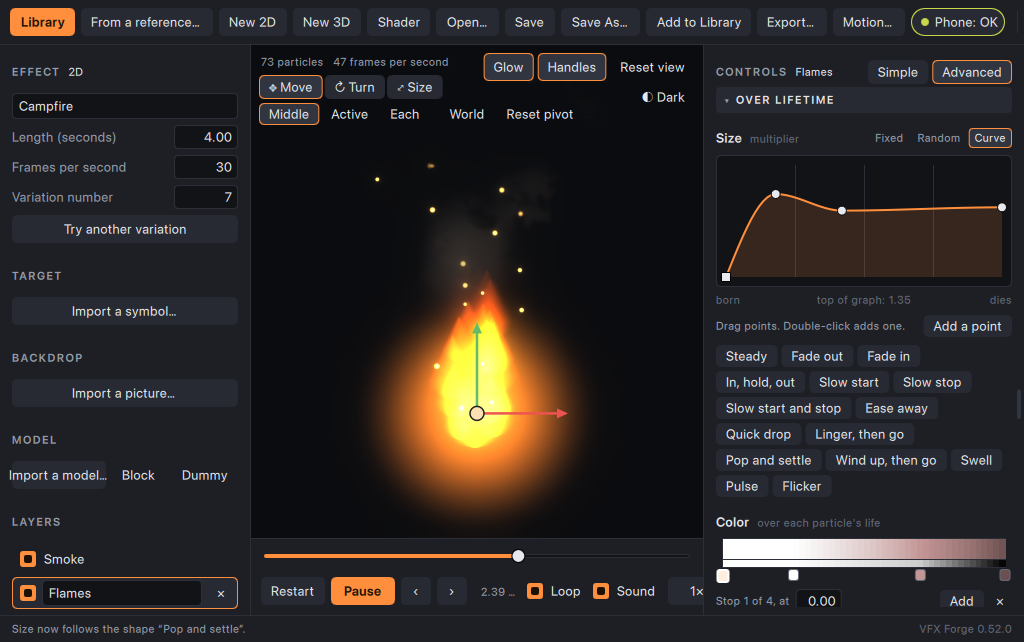 Library From a reference… New 2D New 3D Shader Open… Save Save As… Add to Library Export… Motion… Phone: OK
EFFECT 2D
Campfire
Length (seconds) 4.00
Frames per second 30
Variation number 7
Try another variation
TARGET
Import a symbol…
BACKDROP
Import a picture…
MODEL
Import a model… Block Dummy
LAYERS
Smoke
Flames ×
73 particles 47 frames per second
Glow Handles Reset view
Move Turn Size
Dark
Middle Active Each World Reset pivot
Restart Pause ‹ › 2.39 … Loop Sound 1×
CONTROLS Flames Simple Advanced
OVER LIFETIME
Size multiplier Fixed Random Curve
born top of graph: 1.35 dies
Drag points. Double-click adds one. Add a point
Steady Fade out Fade in
In, hold, out Slow start Slow stop
Slow start and stop Ease away
Quick drop Linger, then go
Pop and settle Wind up, then go Swell
Pulse Flicker
Color over each particle's life
Stop 1 of 4, at 0.00 Add ×
Size now follows the shape “Pop and settle”.
VFX Forge 0.52.0